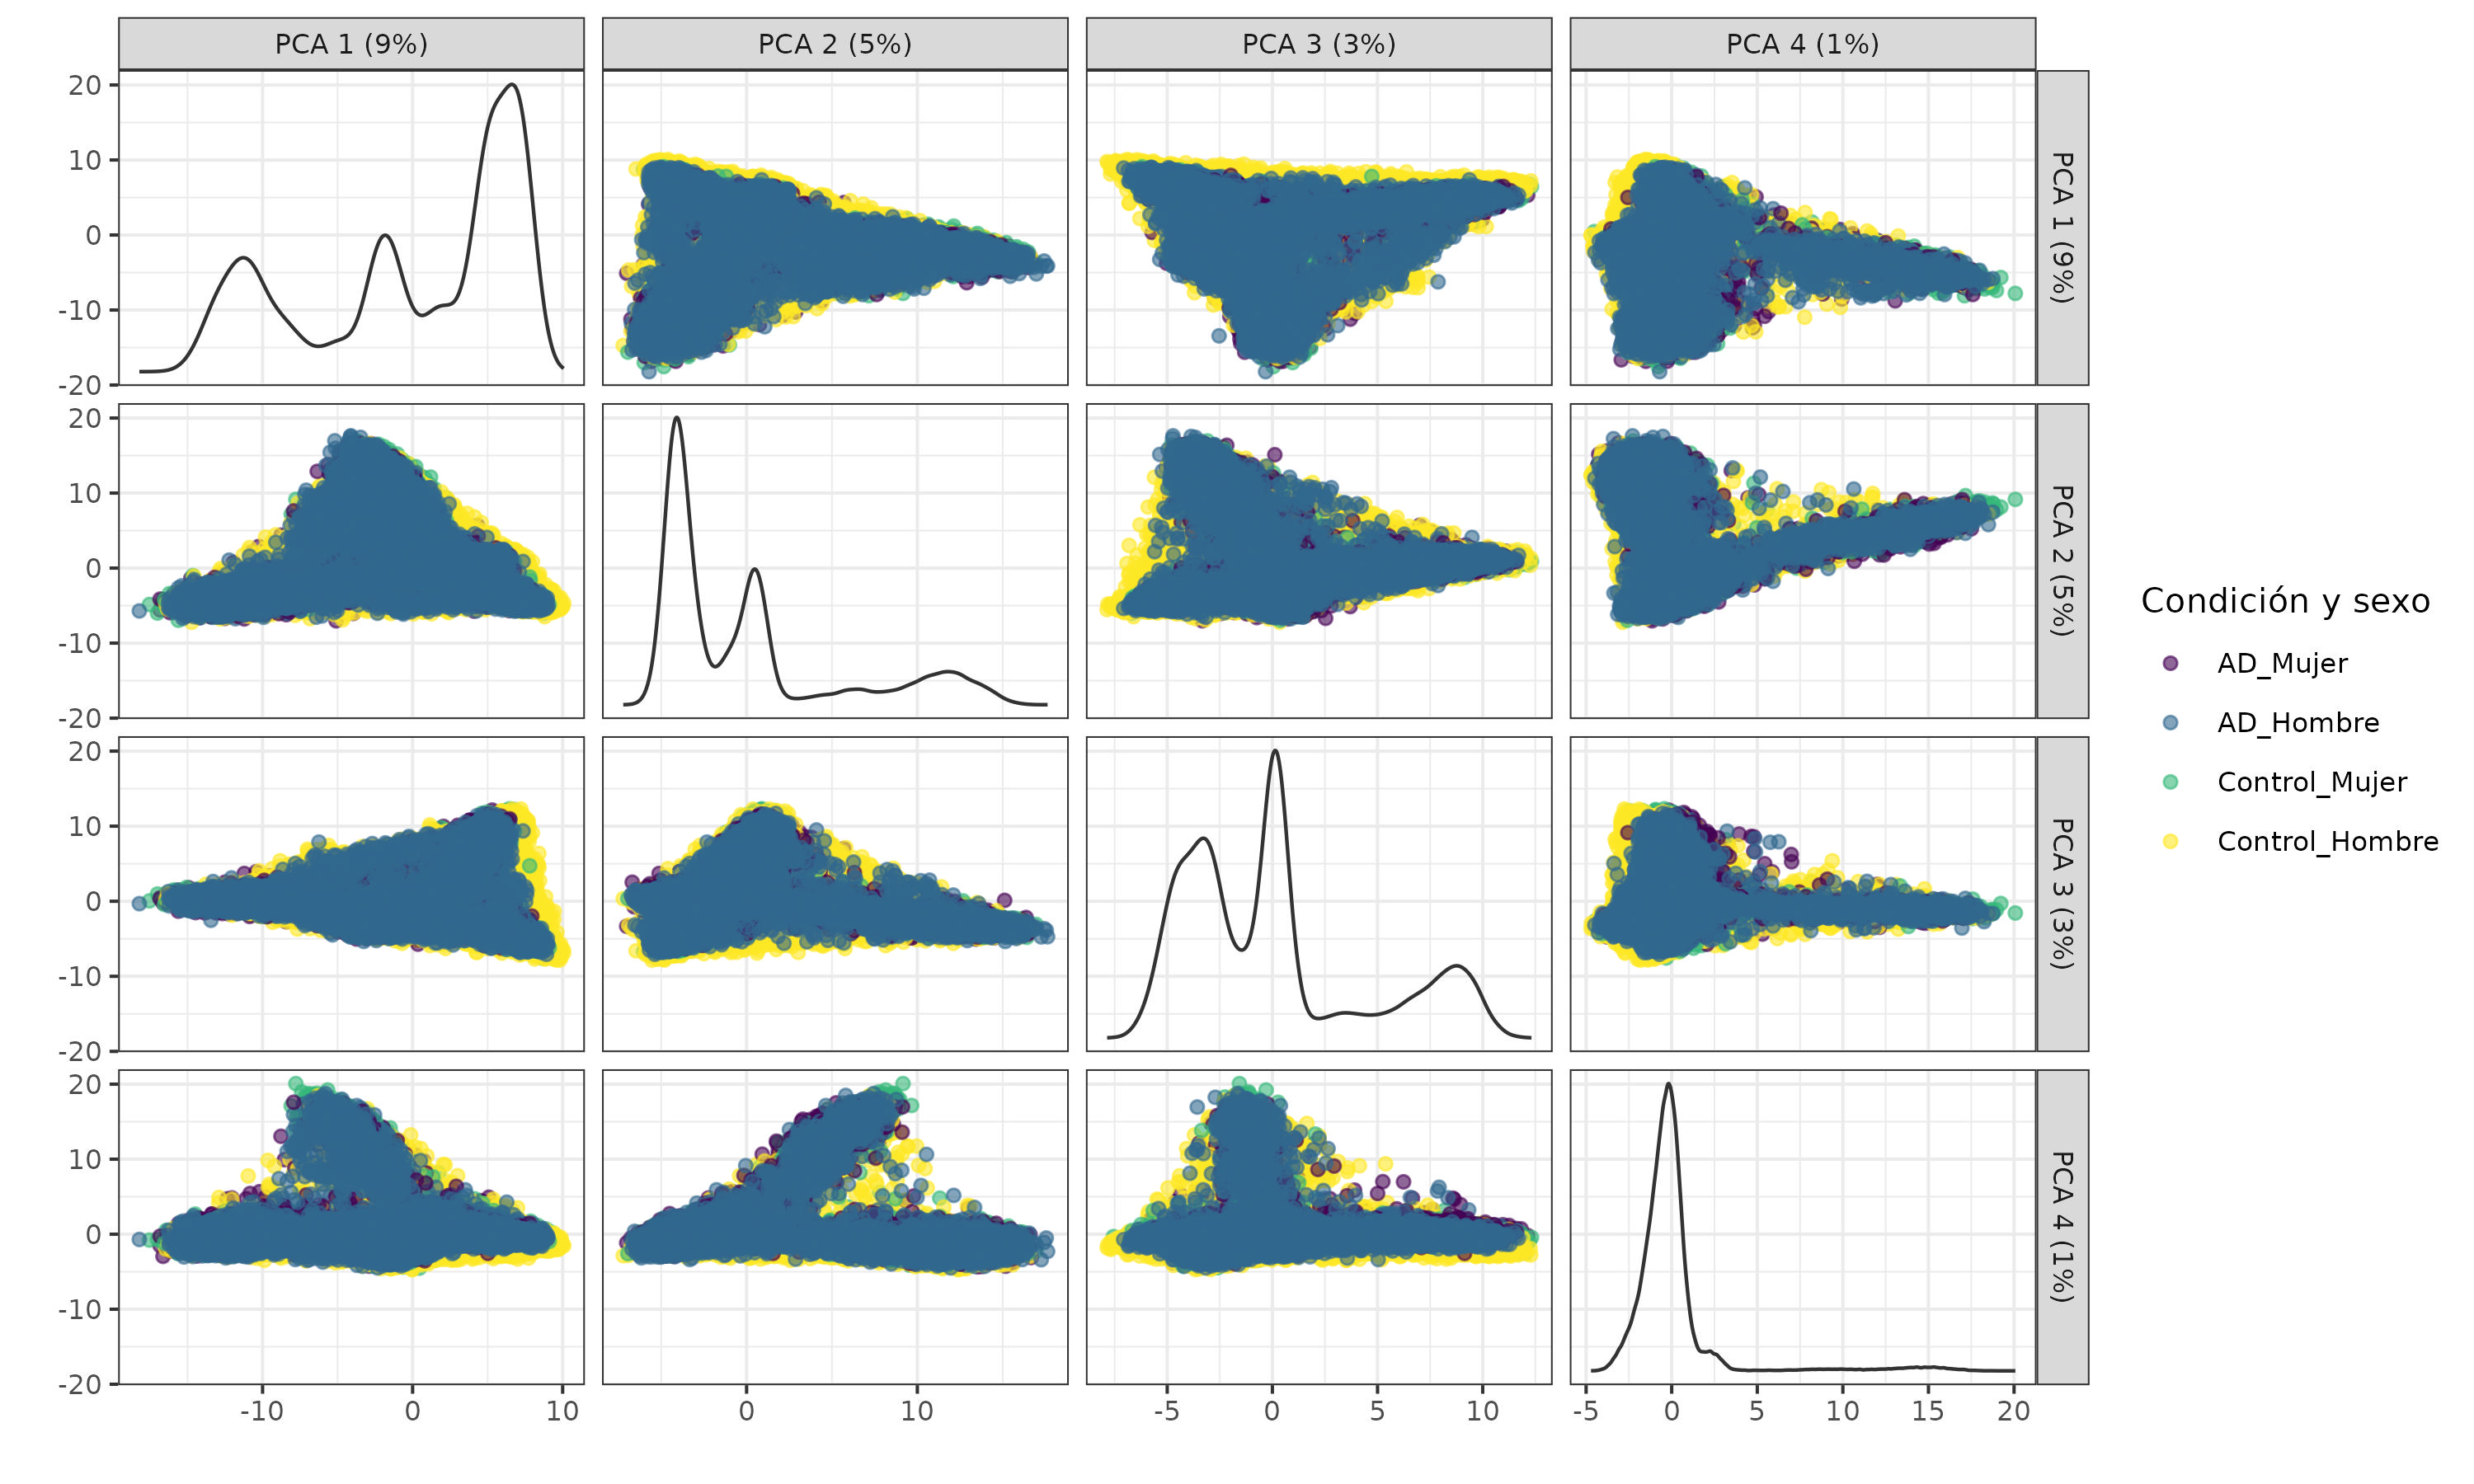 PCA 1 (9%) PCA 2 (5%) PCA 3 (3%) PCA 4 (1%)
20
10
0
-10
-20
PCA 1 (9%)
20
10
0
-10
-20
PCA 2 (5%)
20
10
0
-10
-20
PCA 3 (3%)
20
10
0
-10
-20
PCA 4 (1%)
-10 0 10 0 10 -5 0 5 10 -5 0 5 10 15 20
Condición y sexo
AD_Mujer
AD_Hombre
Control_Mujer
Control_Hombre